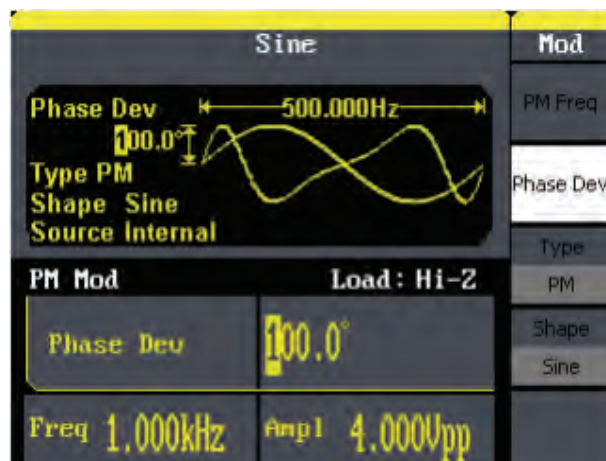 Sine
Phase Dev
500.000Hz
100.0°
Type PM
Shape Sine
Source Internal
PM Mod Load: Hi-Z
Phase Dev 100.0°
Freq 1.000kHz Ampl 4.000Vpp
Mod
PM Freq
Phase Dev
Type
PM
Shape
Sine